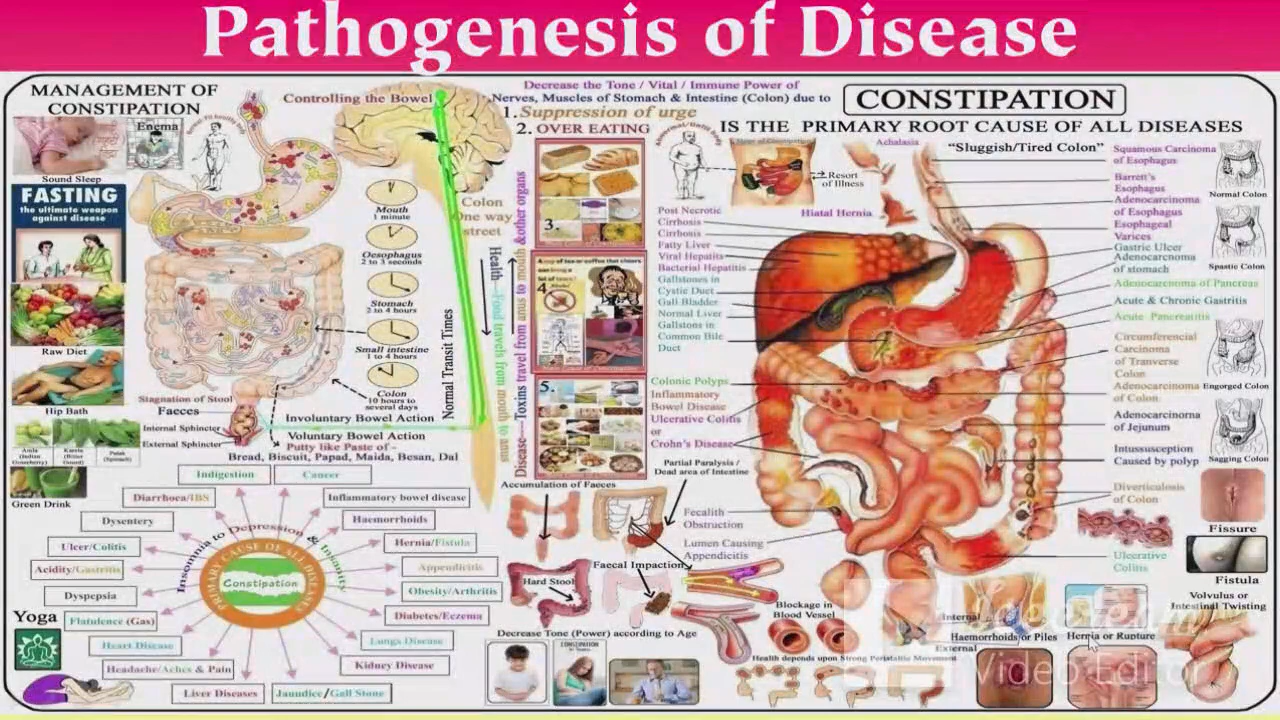 Pathogenesis of Disease
MANAGEMENT OF
CONSTIPATION
Enema
Sound Sleep
FASTING
the ultimate weapon
against disease
Raw Diet
Hip Bath
Amla
(Indian
Gooseberry)
Karela
(Bitter
Gourd)
Palak
(Spinach)
Green Drink
Controlling the Bowel
Mouth
1 minute
Oesophagus
2 to 3 seconds
Stomach
2 to 4 hours
Small intestine
1 to 4 hours
Colon
10 hours to
several days
Colon
One way
street
Normal Transit Times
Health
Food travels from mouth to anus
Disease---Toxins travel from anus to mouth &other organs
Stagnation of Stool
Faeces
Internal Sphincter
External Sphincter
Involuntary Bowel Action
Voluntary Bowel Action
Putty like Paste of -
Bread, Biscuit, Papad, Maida, Besan, Dal
Decrease the Tone / Vital / Immune Power of
Nerves, Muscles of Stomach & Intestine (Colon) due to
1.Suppression of urge
2. OVER EATING
3.
4
5.
CONSTIPATION
IS THE PRIMARY ROOT CAUSE OF ALL DISEASES
"Sluggish/Tired Colon"
Resort
of Illness
Achalasia
Hiatal Hernia
Post Necrotic
Cirrhosis
Cirrhosis
Fatty Liver
Viral Hepatits
Bacterial Hepatitis
Gallstones in
Cystic Duct
Gall Bladder
Normal Liver
Gallstone in
Common Bile
Duct
Colonic Polyps
Inflammatory
Bowel Disease
Ulcerative Colitis
or
Crohn's Disease
Partial Paralysis /
Dead area of Intestine
Fecalith
Obstruction
Lumen Causing
Appendicitis
Squamous Carcinoma
of Esophagus
Barrett's
Esophagus
Adenocarcinoma
of Esophagus
Esophageal
Varices
Gastric Ulcer
Adenocarcinoma
of stomach
Adenocarcinoma of Pancreas
Acute & Chronic Gastritis
Acute Pancreatitis
Circumferencial
Carcinoma
of Tranverse
Colon
Adenocarcinoma
of Colon
Adenocarcinoma
of Jejunum
Intussusception
Caused by polyp
Diverticulosis
of Colon
Ulcerative
Colitis
Normal Colon
Spastic Colon
Engorged Colon
Sagging Colon
Fissure
Fistula
Volvulus or
Intestinal Twisting
Indigestion
Cancer
Diarrhoea/IBS
Inflammatory bowel disease
Dysentery
Haemorrhoids
Ulcer/Colitis
Hernia/Fistula
Acidity/Gastritis
Appendicitis
Dyspepsia
Obesity/Arthritis
Flatulence (Gas)
Diabetes/Eczema
Heart Disease
Lungs Disease
Headache/Aches & Pain
Kidney Disease
Liver Diseases
Jaundice/Gall Stone
Insomnia to Depression & Insanity
PRIMARY CAUSE OF ALL DISEASES
Constipation
Yoga
Accumulation of Faeces
Hard Stool
Faecal Impaction
Decrease Tone (Power) according to Age
CONSTIPATION
Blockage in
Blood Vessel
Health depends upon Strong Peristaltic Movement
Internal
Haemorrhoids or Piles
External
Hernia or Rupture
Video Editor